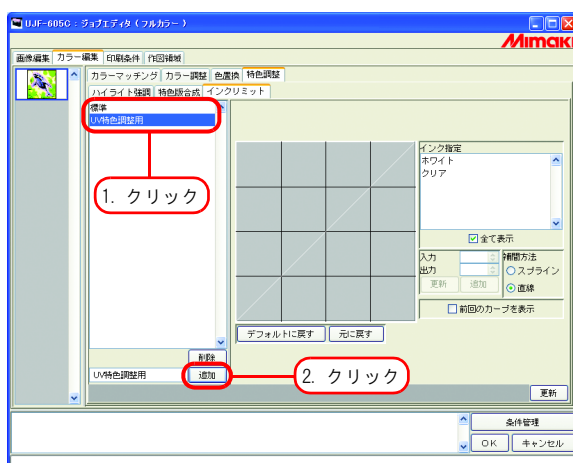 UJF-605C : ジョブエディタ ( フルカラー )
Mimaki
画像編集 カラー編集 印刷条件 作図領域
カラーマッチング カラー調整 色置換 特色調整
ハイライト強調 特色版合成 インクリミット
標準
UV特色調整用
1. クリック
インク指定
ホワイト
クリア
全て表示
入力
出力
更新 追加
補間方法
スプライン
直線
前回のカーブを表示
デフォルトに戻す 元に戻す
削除
UV特色調整用 追加
2. クリック
更新
条件管理
OK キャンセル